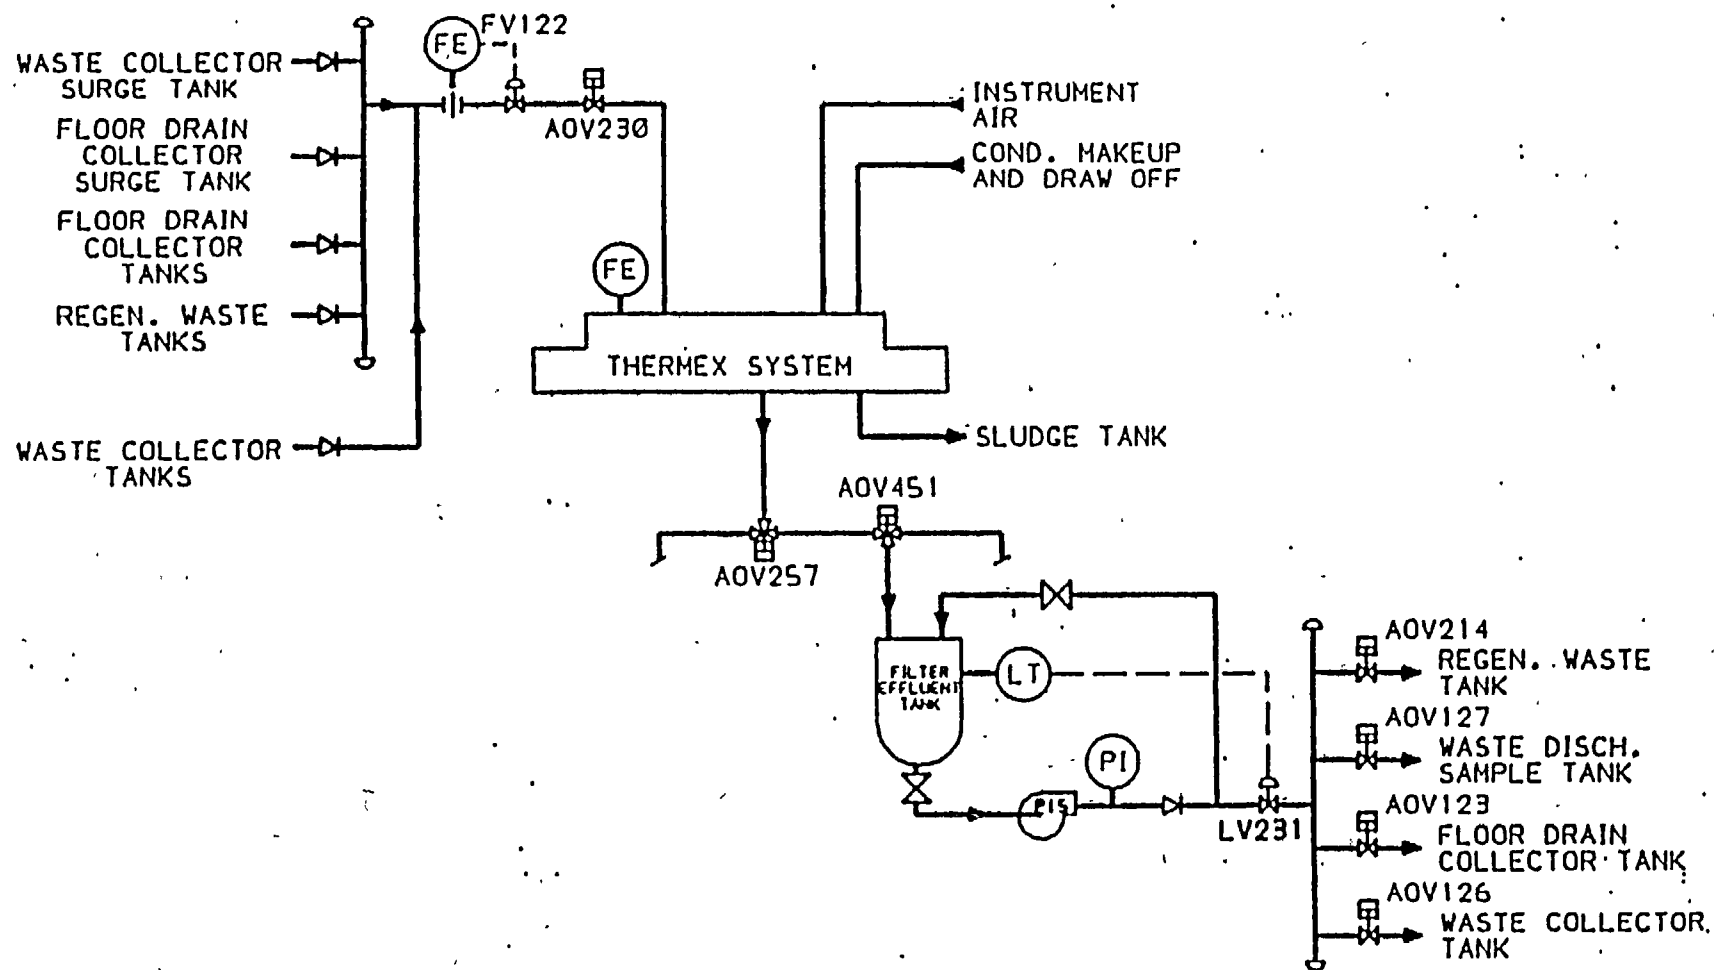 FE
FV122
WASTE COLLECTOR
SURGE TANK
AOV230
FLOOR DRAIN
COLLECTOR
SURGE TANK
FLOOR DRAIN
COLLECTOR
TANKS
REGEN. WASTE
TANKS
WASTE COLLECTOR
TANKS
INSTRUMENT
AIR
COND. MAKEUP
AND DRAW OFF
FE
THERMEX SYSTEM
SLUDGE TANK
AOV451
AOV257
FILTER
EFFLUENT
TANK
LT
PI
P15
LV231
AOV214
REGEN. WASTE
TANK
AOV127
WASTE DISCH.
SAMPLE TANK
AOV123
FLOOR DRAIN
COLLECTOR TANK
AOV126
WASTE COLLECTOR
TANK